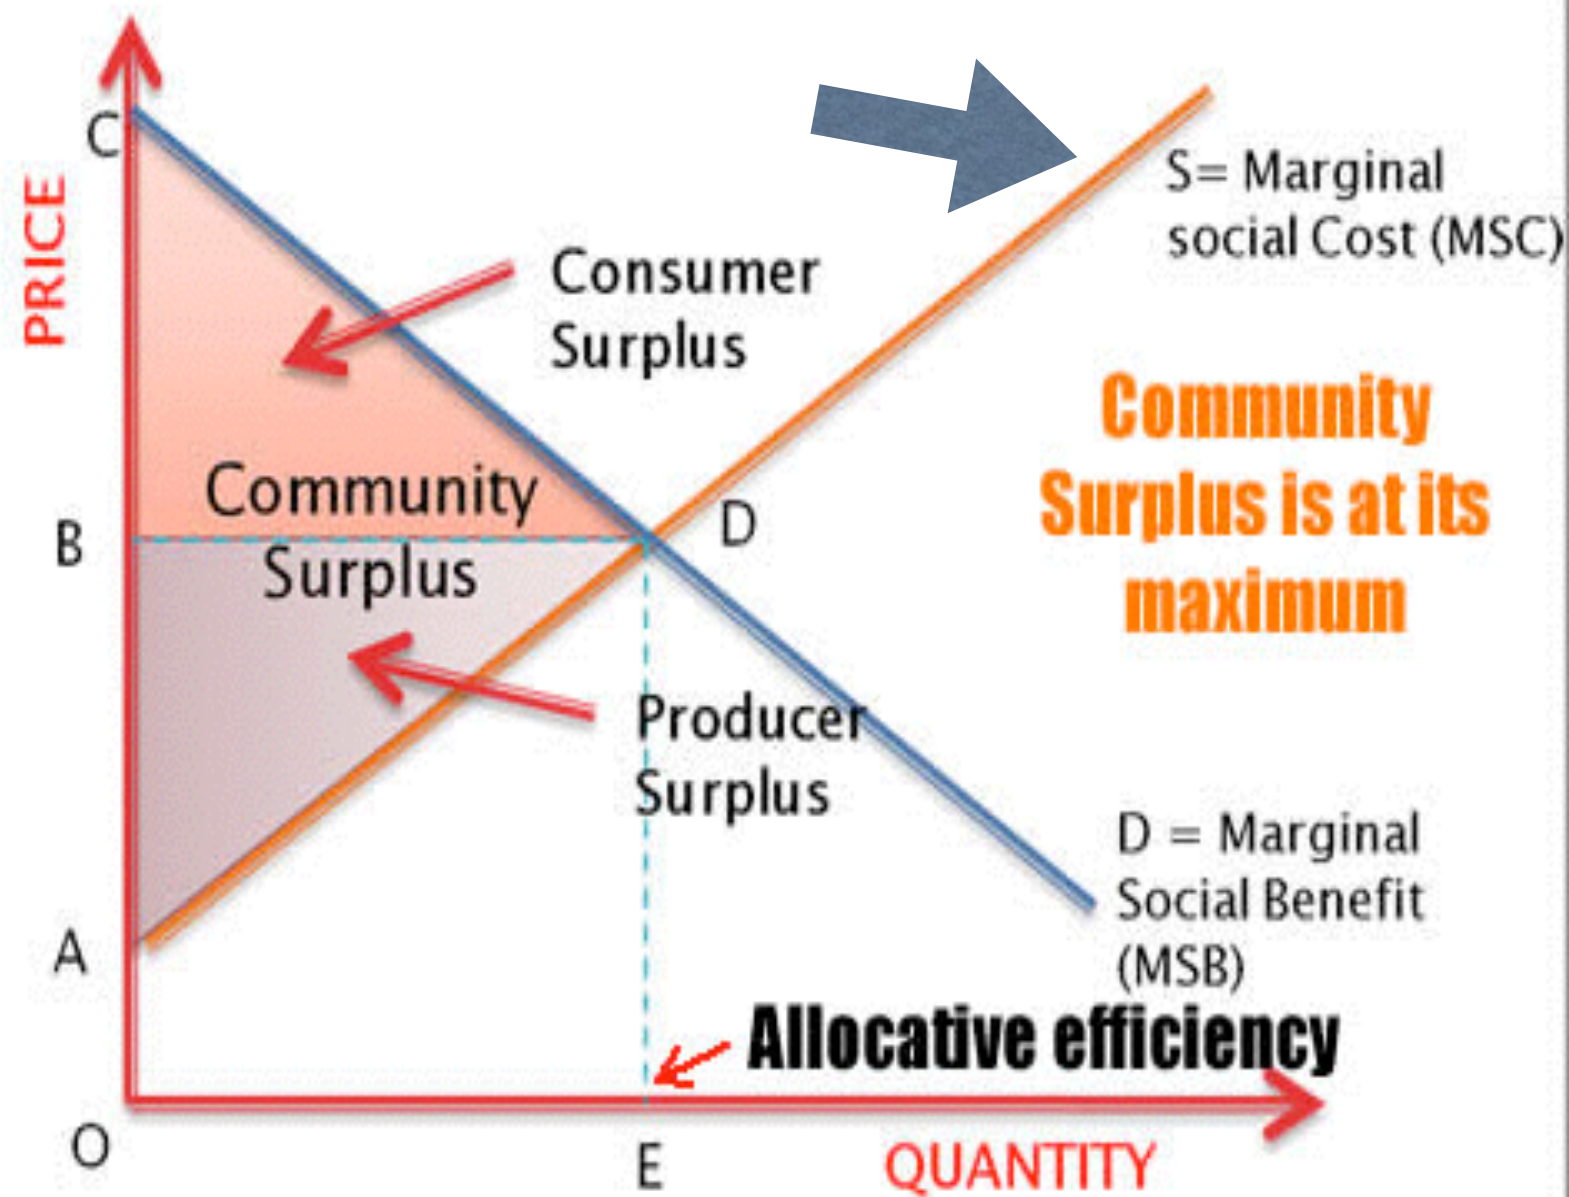 C
PRICE
S= Marginal
social Cost (MSC)
Consumer
Surplus
Community
Surplus is at its
maximum
Community
Surplus
B
D
Producer
Surplus
D = Marginal
Social Benefit
(MSB)
A
Allocative efficiency
O
E
QUANTITY